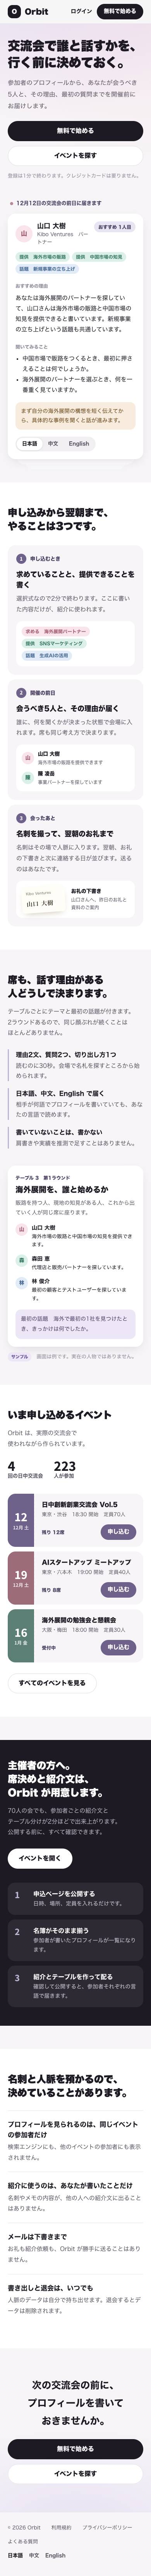 Orbit
ログイン
無料で始める
交流会で誰と話すかを、
行く前に決めておく。
参加者のプロフィールから、あなたが会うべき
5人と、その理由、最初の質問までを開催前に
お届けします。
無料で始める
イベントを探す
登録は1分で終わります。クレジットカードは要りません。
12月12日の交流会の前日に届きます
山
山口 大樹
Kibo Ventures パー
トナー
おすすめ 1人目
提供 海外市場の販路
提供 中国市場の知見
話題 新規事業の立ち上げ
おすすめの理由
あなたは海外展開のパートナーを探してい
て、山口さんは海外市場の販路と中国市場の
知見を提供できると書いています。新規事業
の立ち上げという話題も共通しています。
聞いてみること
中国市場で販路をつくるとき、最初に押さ
えることは何でしょうか。
海外展開のパートナーを選ぶとき、何を一
番重く見ていますか。
まず自分の海外展開の構想を短く伝えてか
ら、具体的な事例を聞くと話が進みます。
日本語
中文
English
申し込みから翌朝まで、
やることは3つです。
1
申し込むとき
求めていることと、提供できることを
書く
選択式なので2分で終わります。ここに書い
た内容だけが、紹介に使われます。
求める 海外展開パートナー
提供 SNSマーケティング
話題 生成AIの活用
2
開催の前日
会うべき5人と、その理由が届く
誰に、何を聞くかが決まった状態で会場に入
れます。席も同じ考え方で決まります。
山
山口 大樹
海外市場の販路を提供できます
陳
陳 凌岳
事業パートナーを探しています
3
会ったあと
名刺を撮って、翌朝のお礼まで
名刺はその場で人脈に入ります。翌朝、お礼
の下書きと次に連絡する日が並びます。送る
のはあなたです。
Kibo Ventures
山口 大樹
お礼の下書き
山口さんへ、昨日のお礼と
資料のご案内
席も、話す理由がある
人どうしで決まります。
テーブルごとにテーマと最初の話題が付きます。
2ラウンドあるので、同じ顔ぶれが続くことは
ほとんどありません。
理由2文、質問2つ、切り出し方1つ
読むのに30秒。会場で名札を探すところから始
められます。
日本語、中文、English で届く
相手が何語でプロフィールを書いていても、あな
たの言語で読めます。
書いていないことは、書かない
肩書きや実績を推測で足すことはありません。
テーブル 3 第1ラウンド
海外展開を、誰と始めるか
販路を持つ人、現地の知見がある人、これから出
ていく人が同じ席に座ります。
山
山口 大樹
海外市場の販路と中国市場の知見を提供でき
ます。
森
森田 恵
代理店と販売パートナーを探しています。
林
林 俊介
最初の顧客とテストユーザーを探していま
す。
最初の話題 海外で最初の1社を見つけたと
き、きっかけは何でしたか。
サンプル
画面は例です。実在の人物ではありません。
いま申し込めるイベント
Orbit は、実際の交流会で
使われながら作られています。
4
回の日中交流会
223
人が参加
12
12月 土
日中創新創業交流会 Vol.5
東京・渋谷 18:30 開始 定員70人
残り 12席
申し込む
19
12月 土
AIスタートアップ ミートアップ
東京・六本木 19:00 開始 定員40人
残り 8席
申し込む
16
1月 金
海外展開の勉強会と懇親会
大阪・梅田 18:00 開始 定員30人
受付中
申し込む
すべてのイベントを見る
主催者の方へ。
席決めと紹介文は、
Orbit が用意します。
70人の会でも、参加者ごとの紹介文と
テーブル分けが2分ほどで出来上がります。
公開する前に、すべて確認できます。
イベントを開く
1
申込ページを公開する
日時、場所、定員を入れるだけです。
2
名簿がそのまま揃う
参加者が書いたプロフィールが一覧になり
ます。
3
紹介とテーブルを作って配る
確認して公開すると、参加者それぞれの言
語で届きます。
名刺と人脈を預かるので、
決めていることがあります。
プロフィールを見られるのは、同じイベント
の参加者だけ
検索エンジンにも、他のイベントの参加者にも表示
されません。
紹介に使うのは、あなたが書いたことだけ
名刺やメモの内容が、他の人への紹介文に出ること
はありません。
メールは下書きまで
お礼も紹介依頼も、Orbit が勝手に送ることはあり
ません。
書き出しと退会は、いつでも
人脈のデータは自分で持ち出せます。退会するとデ
ータは削除されます。
次の交流会の前に、
プロフィールを書いて
おきませんか。
無料で始める
イベントを探す
© 2026 Orbit
利用規約
プライバシーポリシー
よくある質問
日本語
中文
English